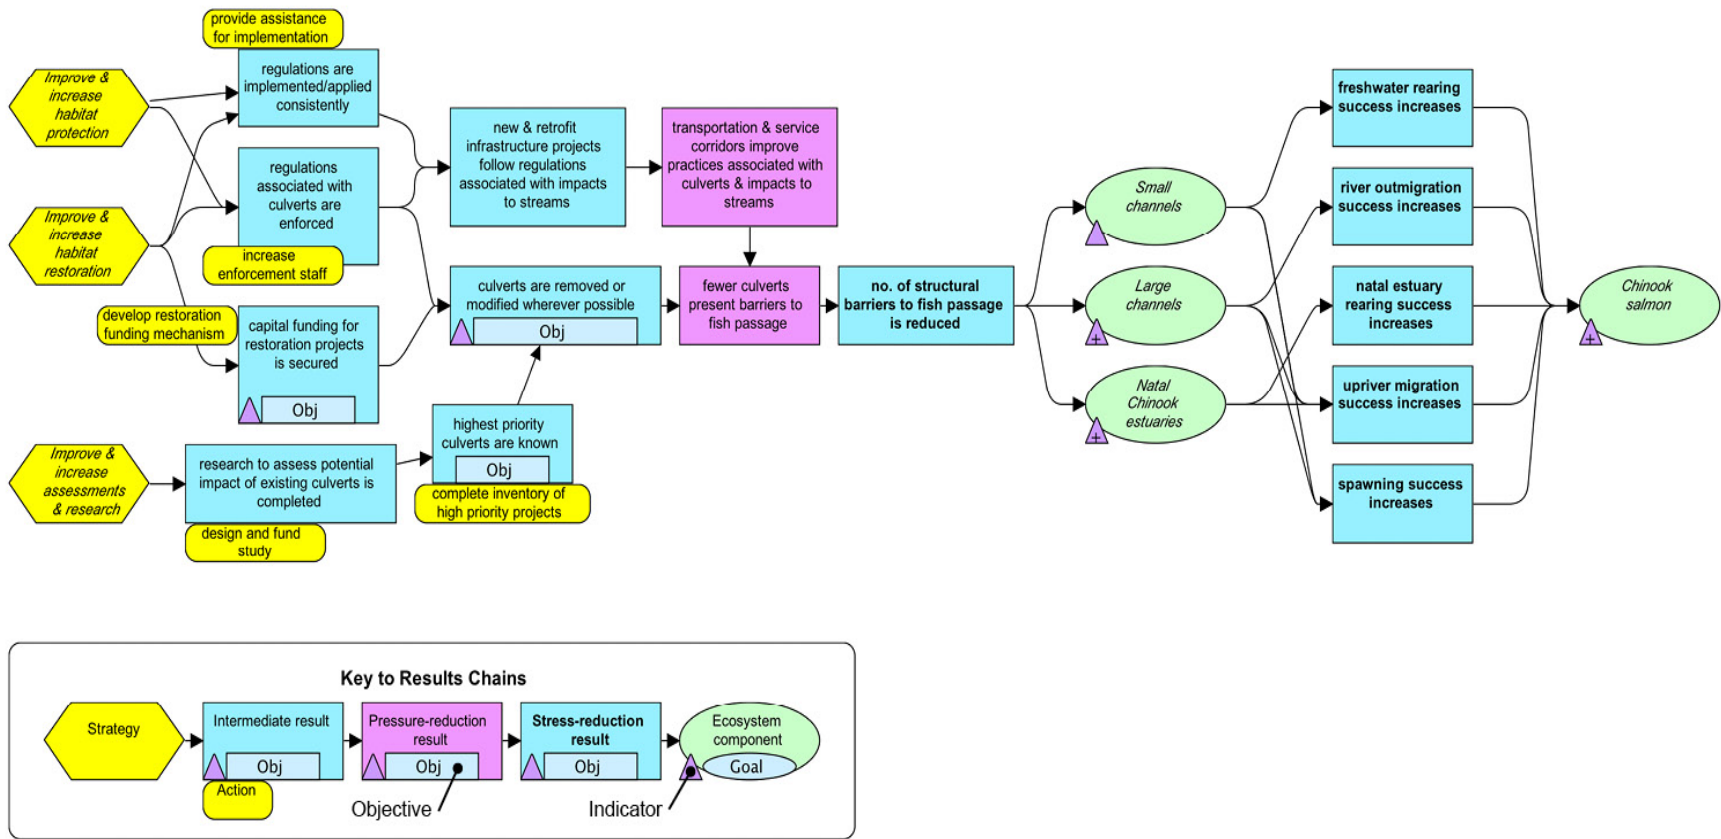 provide assistance
for implementation
Improve &
increase
habitat
protection
regulations are
implemented/applied
consistently
new & retrofit
infrastructure projects
follow regulations
associated with impacts
to streams
transportation & service
corridors improve
practices associated with
culverts & impacts to
streams
regulations
associated with
culverts are
enforced
increase
enforcement staff
Improve &
increase
habitat
restoration
develop restoration
funding mechanism
capital funding for
restoration projects
is secured
Obj
culverts are removed or
modified wherever possible
Obj
fewer culverts
present barriers to
fish passage
no. of structural
barriers to fish passage
is reduced
Improve &
increase
assessments
& research
research to assess potential
impact of existing culverts is
completed
design and fund
study
highest priority
culverts are known
Obj
complete inventory of
high priority projects
Small
channels
Large
channels
+
Natal
Chinook
estuaries
+
freshwater rearing
success increases
river outmigration
success increases
natal estuary
rearing success
increases
upriver migration
success increases
spawning success
increases
Chinook
salmon
+
Key to Results Chains
Strategy
Intermediate result
Obj
Action
Pressure-reduction
result
Obj
Objective
Stress-reduction
result
Obj
Ecosystem
component
Goal
Indicator